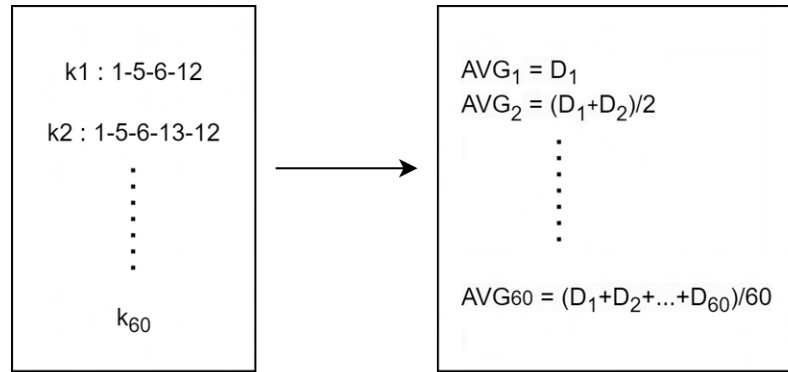 k1 : 1-5-6-12
k2 : 1-5-6-13-12
k₆₀
AVG₁ = D₁
AVG₂ = (D₁+D₂)/2
AVG60 = (D₁+D₂+...+D₆₀)/60